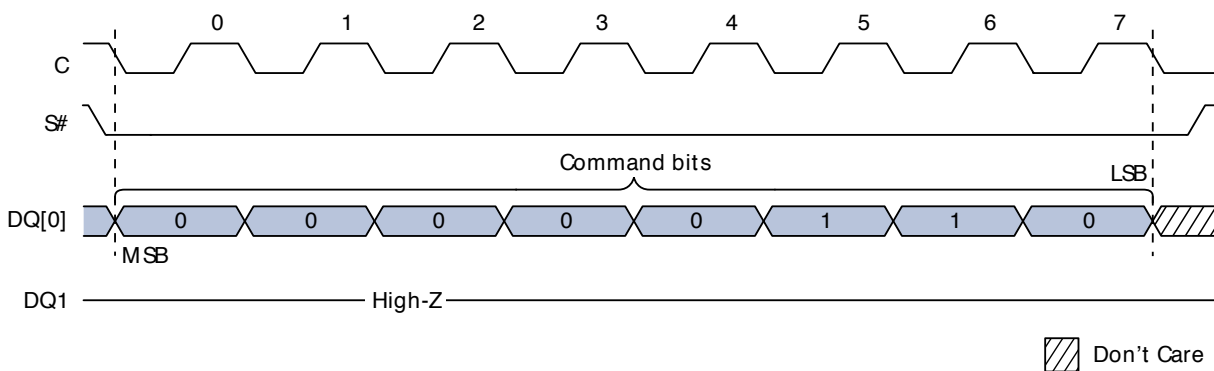 0 1 2 3 4 5 6 7
C
S#
Command bits
LSB
DQ[0] 0 0 0 0 0 1 1 0
MSB
DQ1 High-Z
Don't Care